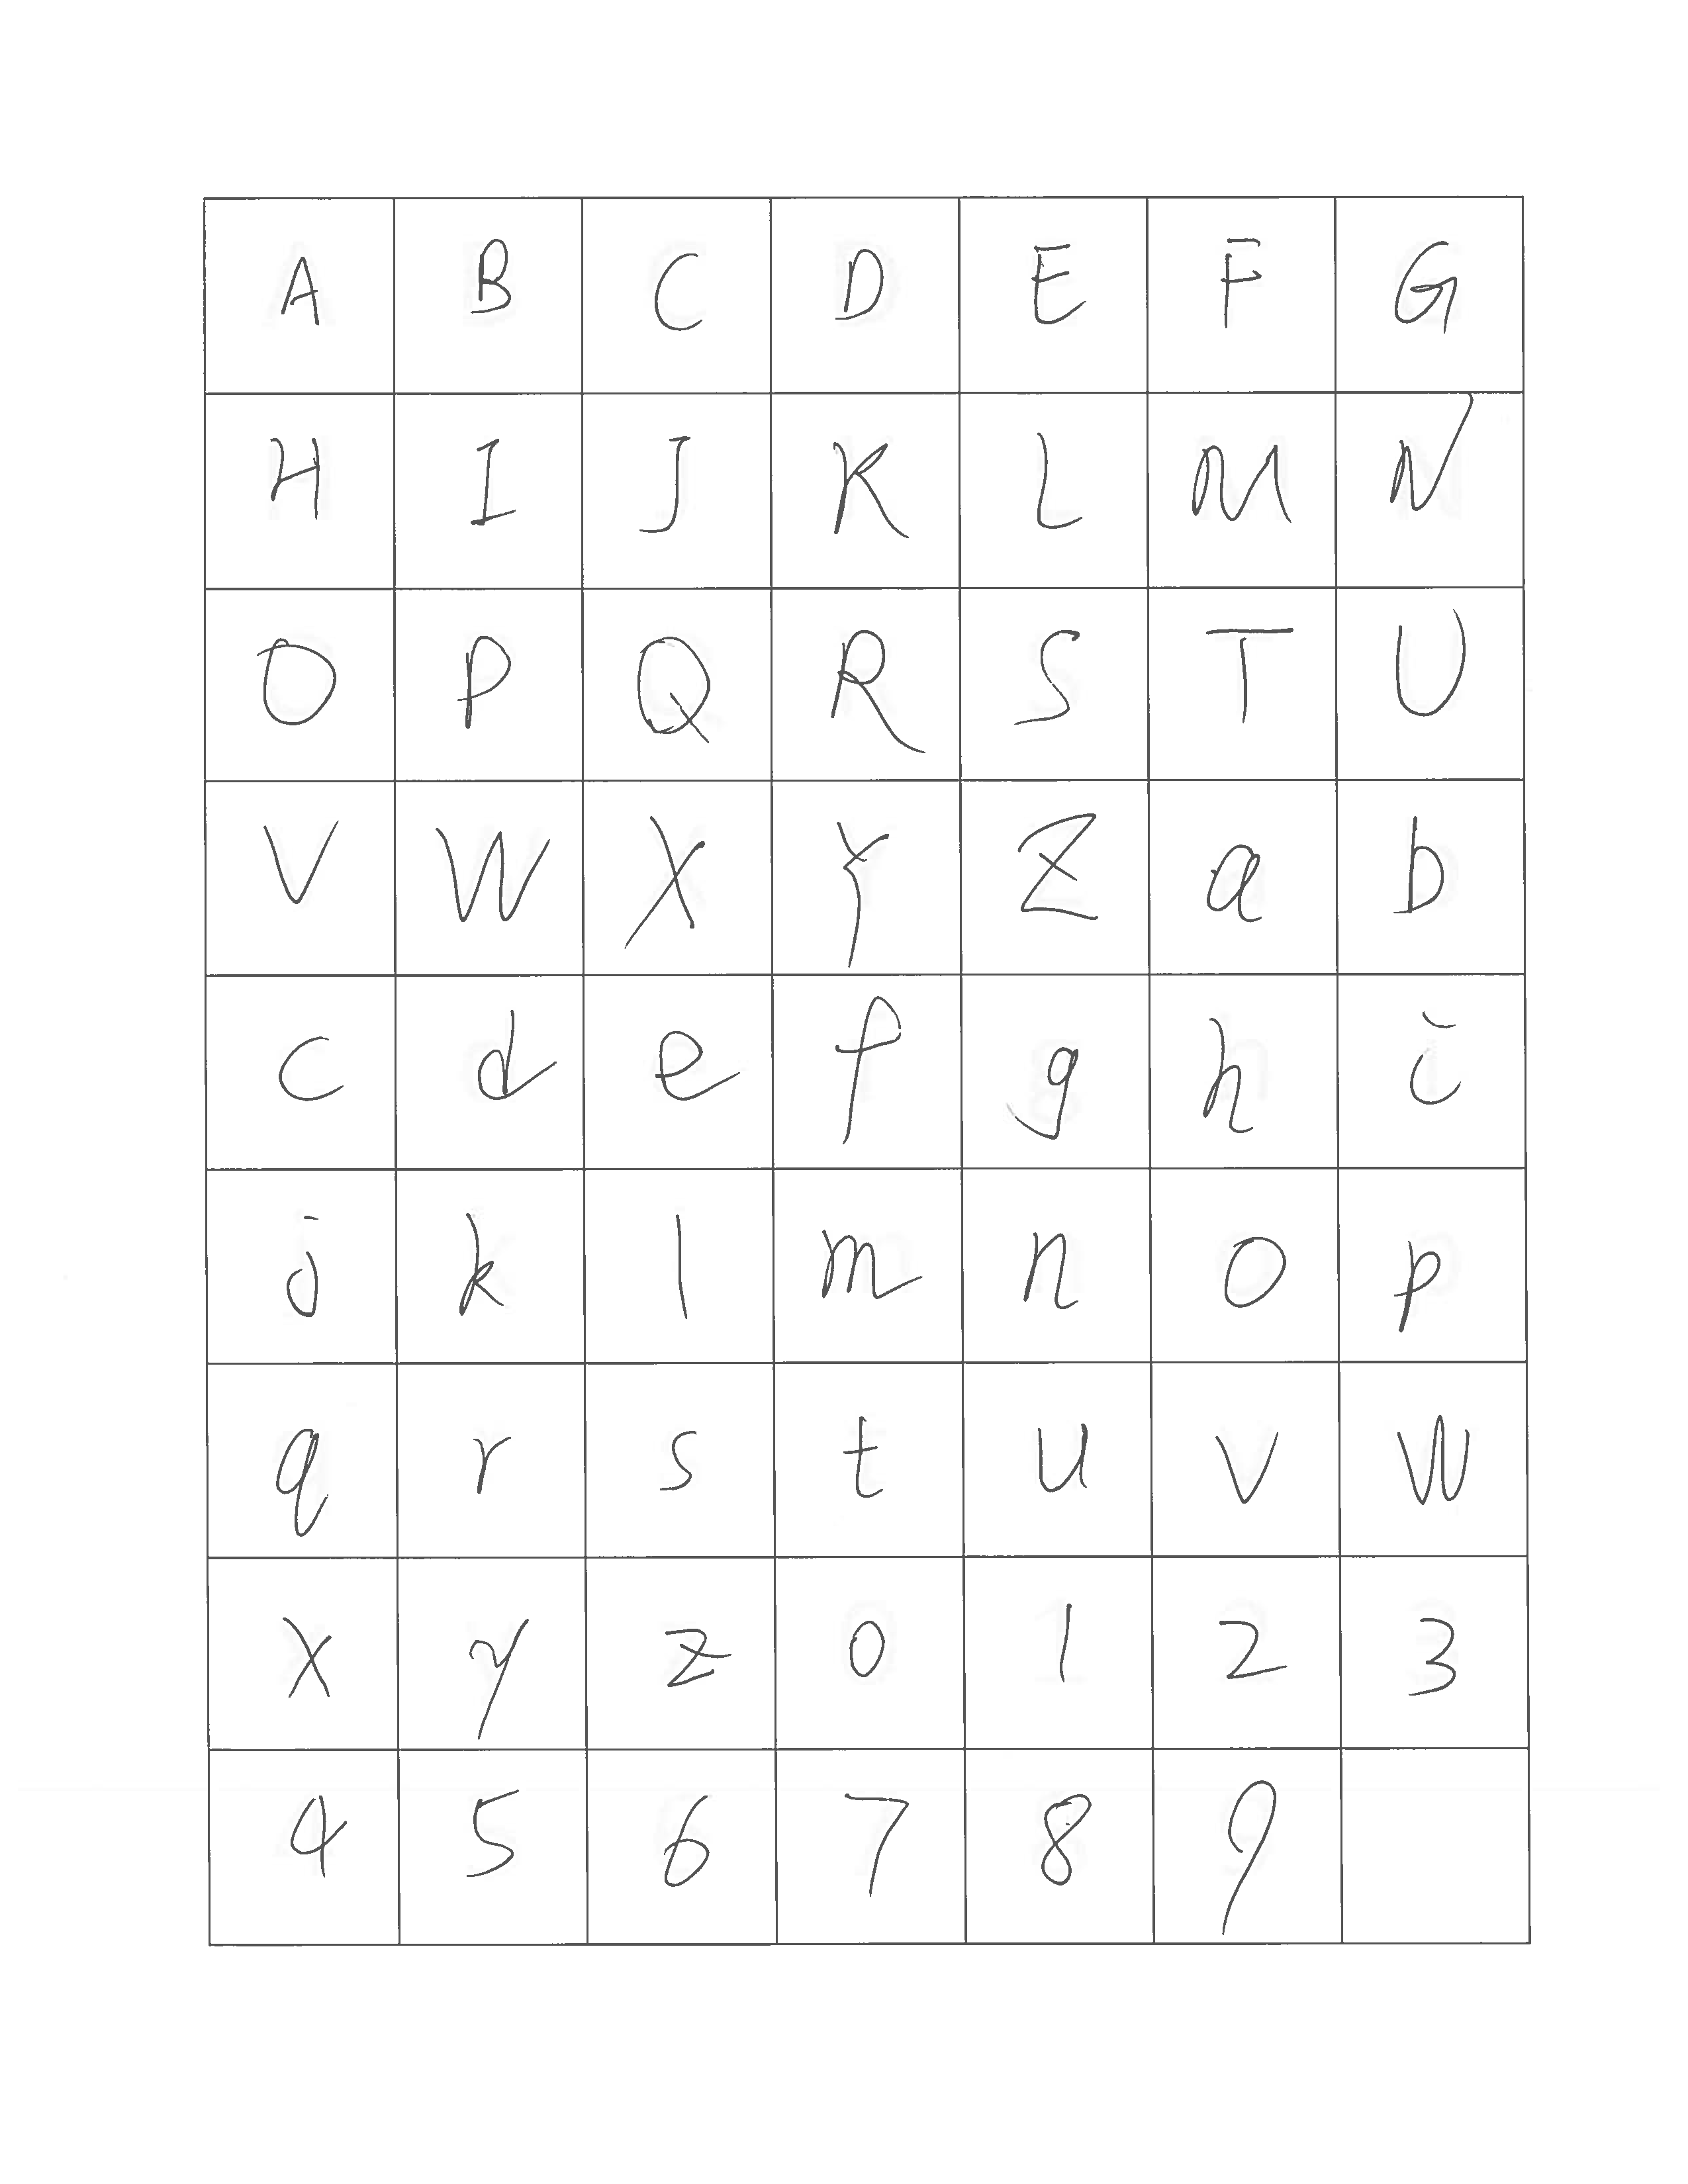 A B C D E F G
H I J K L M N
O P Q R S T U
V W X Y Z a b
c d e f g h i
j k l m n o p
q r s t u v w
x y z 0 1 2 3
4 5 6 7 8 9